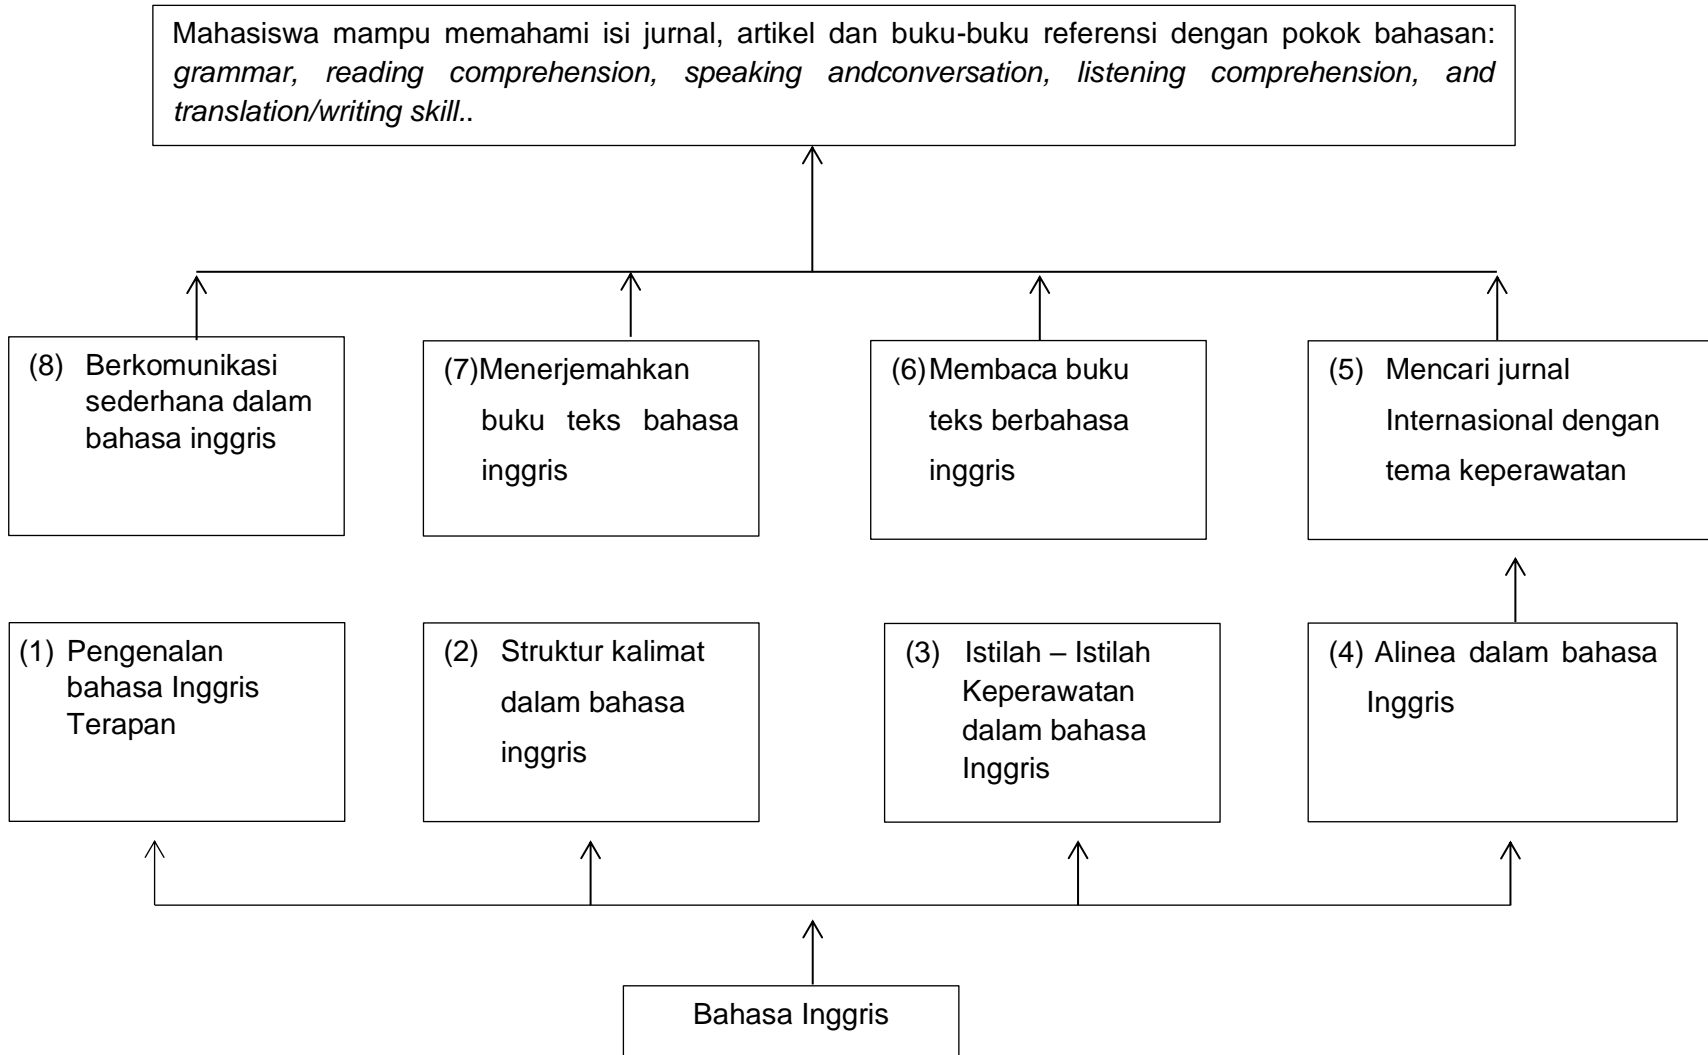 Mahasiswa mampu memahami isi jurnal, artikel dan buku-buku referensi dengan pokok bahasan:
grammar, reading comprehension, speaking andconversation, listening comprehension, and
translation/writing skill..
(8) Berkomunikasi
sederhana dalam
bahasa inggris
(7)Menerjemahkan
buku teks bahasa
inggris
(6)Membaca buku
teks berbahasa
inggris
(5) Mencari jurnal
Internasional dengan
tema keperawatan
(1) Pengenalan
bahasa Inggris
Terapan
(2) Struktur kalimat
dalam bahasa
inggris
(3) Istilah – Istilah
Keperawatan
dalam bahasa
Inggris
(4) Alinea dalam bahasa
Inggris
Bahasa Inggris